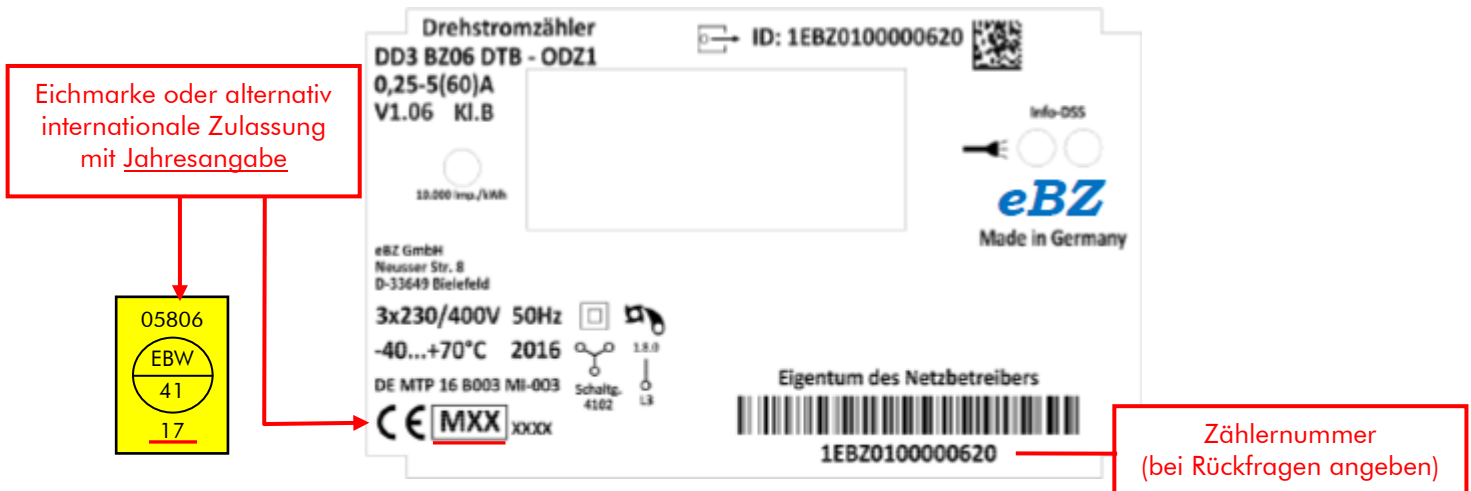 Drehstromzähler
DD3 BZ06 DTB - ODZ1
0,25-5(60)A
V1.06 Kl.B
10.000 Imp./kWh
ID: 1EBZ0100000620
Info-DSS
eBZ
Made in Germany
Eichmarke oder alternativ
internationale Zulassung
mit Jahresangabe
eBZ GmbH
Neusser Str. 8
D-33649 Bielefeld
3x230/400V 50Hz
-40...+70°C 2016
1.8.0
DE MTP 16 B003 MI-003
Schaltg.
4102
L3
CE MXX xxxx
05806
EBW
41
17
Eigentum des Netzbetreibers
1EBZ0100000620
Zählernummer
(bei Rückfragen angeben)